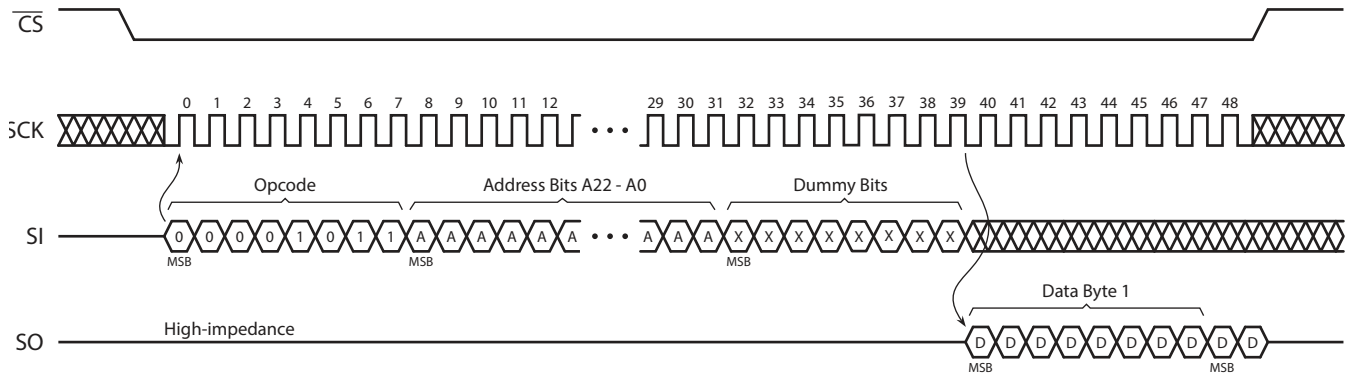 CS
0 1 2 3 4 5 6 7 8 9 10 11 12 29 30 31 32 33 34 35 36 37 38 39 40 41 42 43 44 45 46 47 48
SCK
• • •
Opcode Address Bits A22 - A0 Dummy Bits
SI 0 0 0 0 1 0 1 1 A A A A A A • • • A A A X X X X X X X X
MSB MSB MSB
Data Byte 1
High-impedance
SO D D D D D D D D D D
MSB MSB